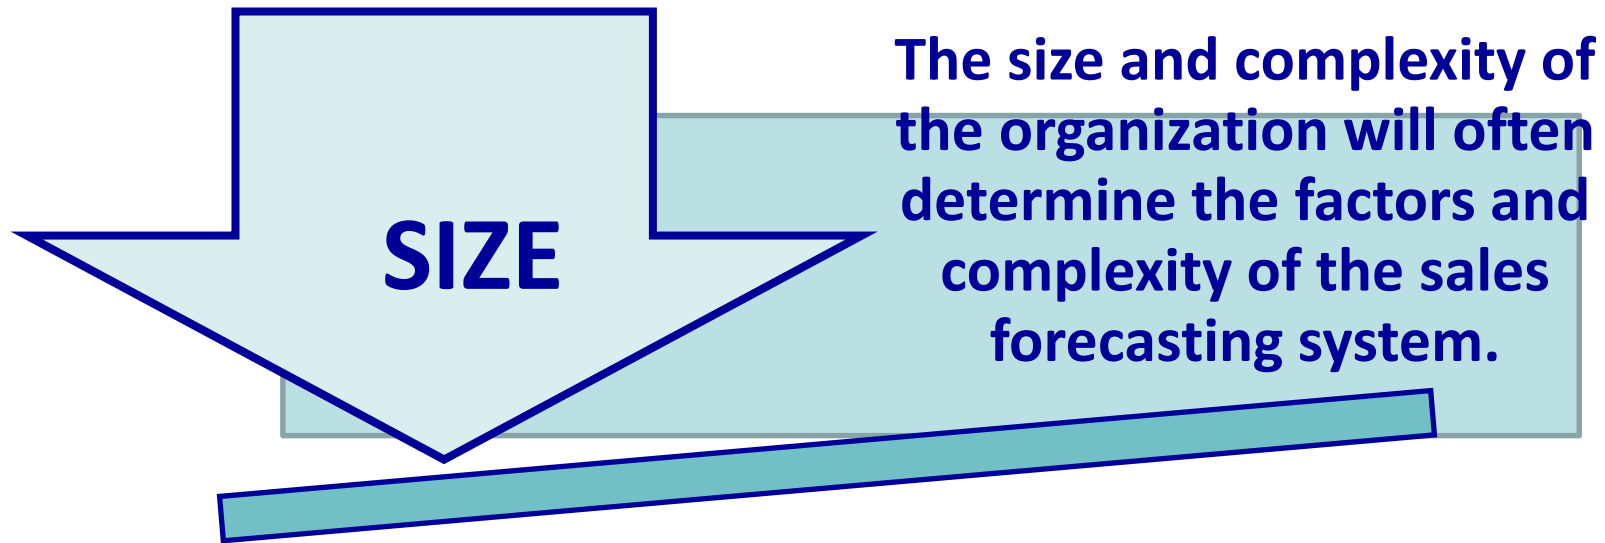 SIZE
The size and complexity of
the organization will often
determine the factors and
complexity of the sales
forecasting system.